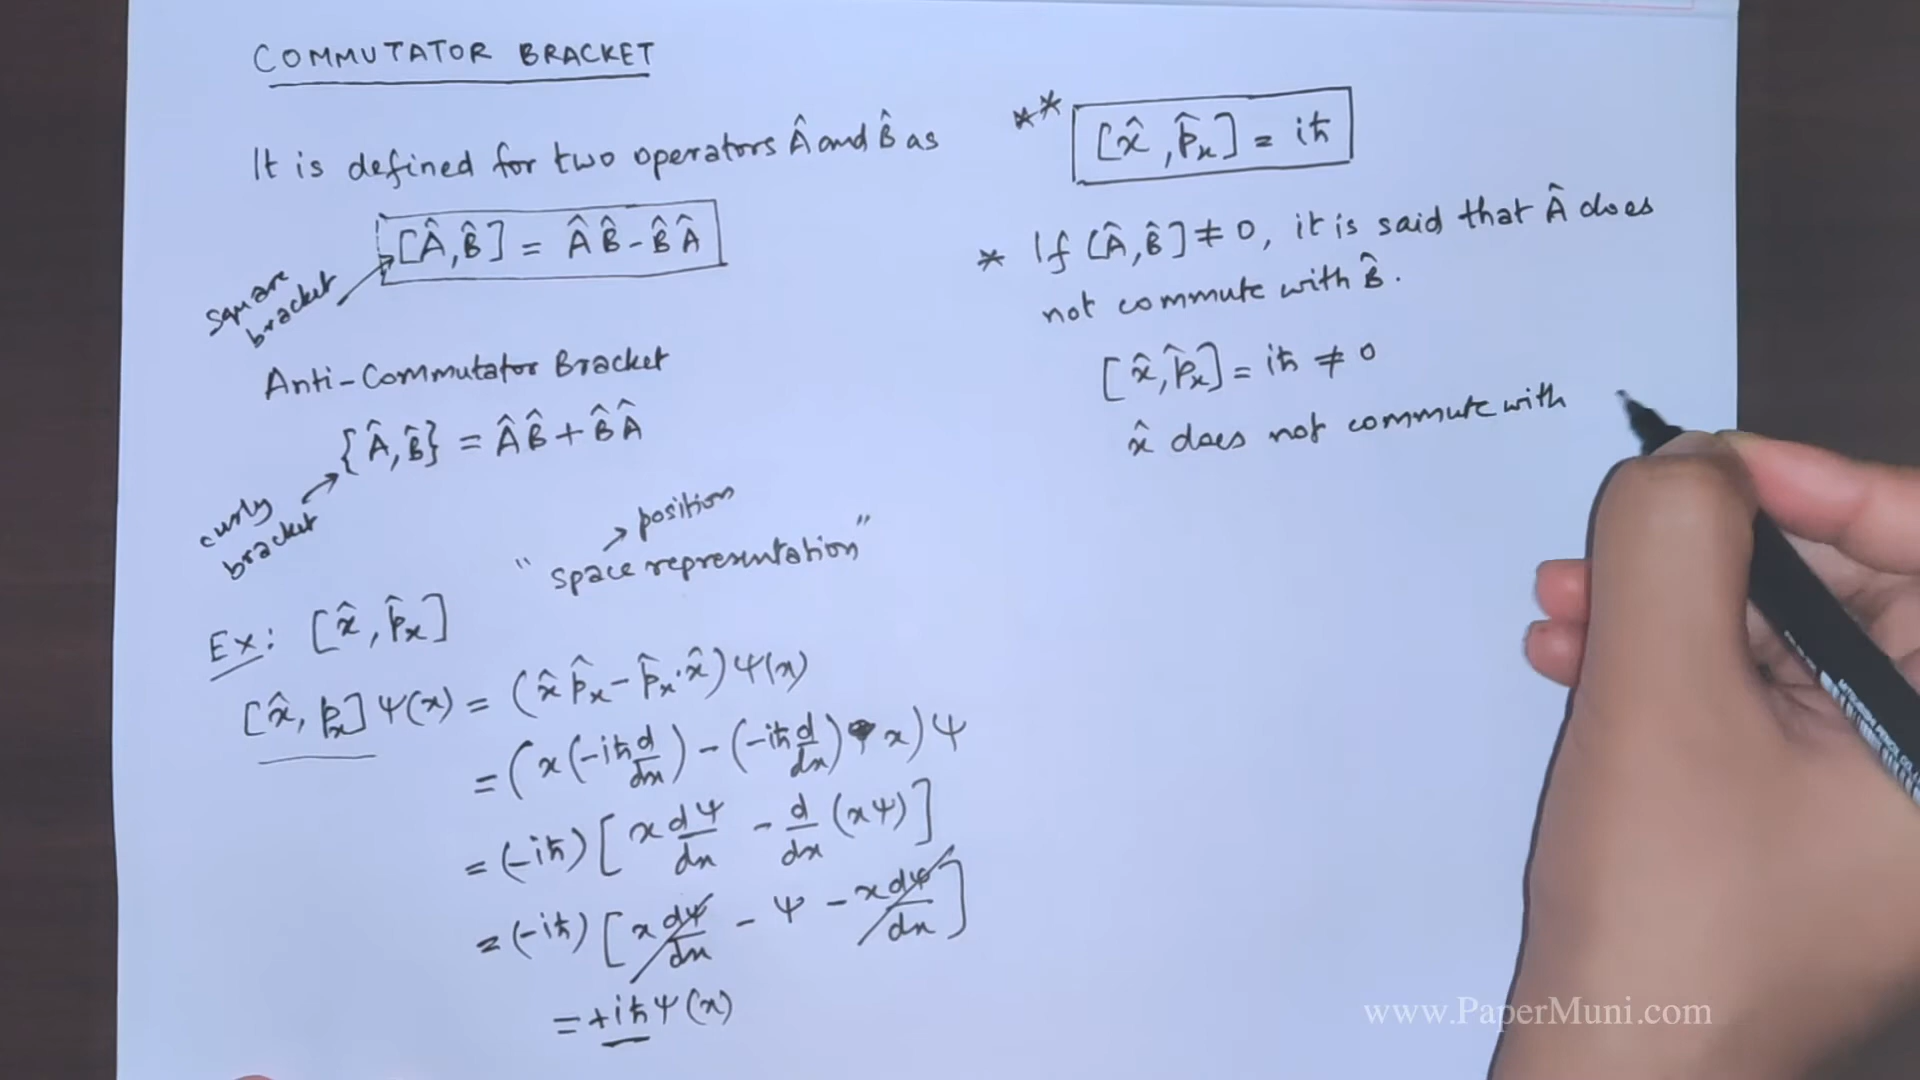 COMMUTATOR BRACKET
It is defined for two operators Â and B̂ as
[Â,B̂] = ÂB̂-B̂Â
square
bracket
Anti-Commutator Bracket
{Â,B̂} = ÂB̂+B̂Â
curly
bracket
position
"space representation"
Ex: [x̂,p̂x]
[x̂,px]Ψ(x) = (x̂p̂x-p̂x.x̂)Ψ(x)
= (x(-iħ d/dx) - (-iħ d/dx) x)Ψ
= (-iħ)[x dΨ/dx - d/dx (xΨ)]
= (-iħ)[x dΨ/dx - Ψ - x dΨ/dx]
= +iħΨ(x)
** [x̂,p̂x] = iħ
* If [Â,B̂] ≠ 0, it is said that Â does
not commute with B̂.
[x̂,p̂x] = iħ ≠ 0
x̂ does not commute with
www.PaperMuni.com